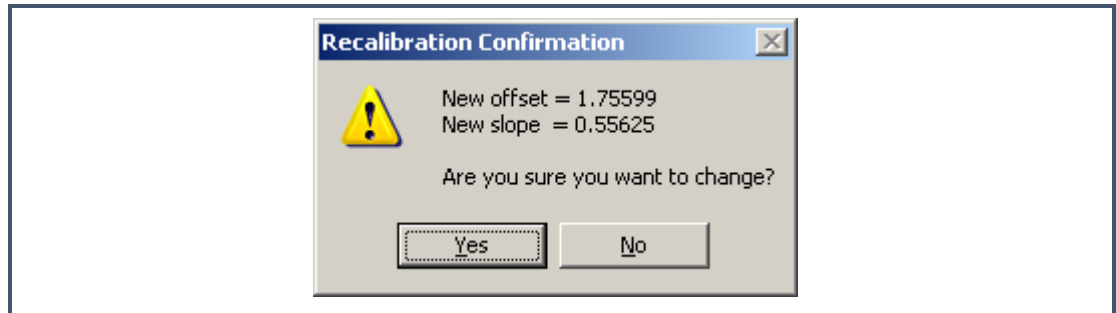 Recalibration Confirmation
New offset = 1.75599
New slope = 0.55625
Are you sure you want to change?
Yes
No